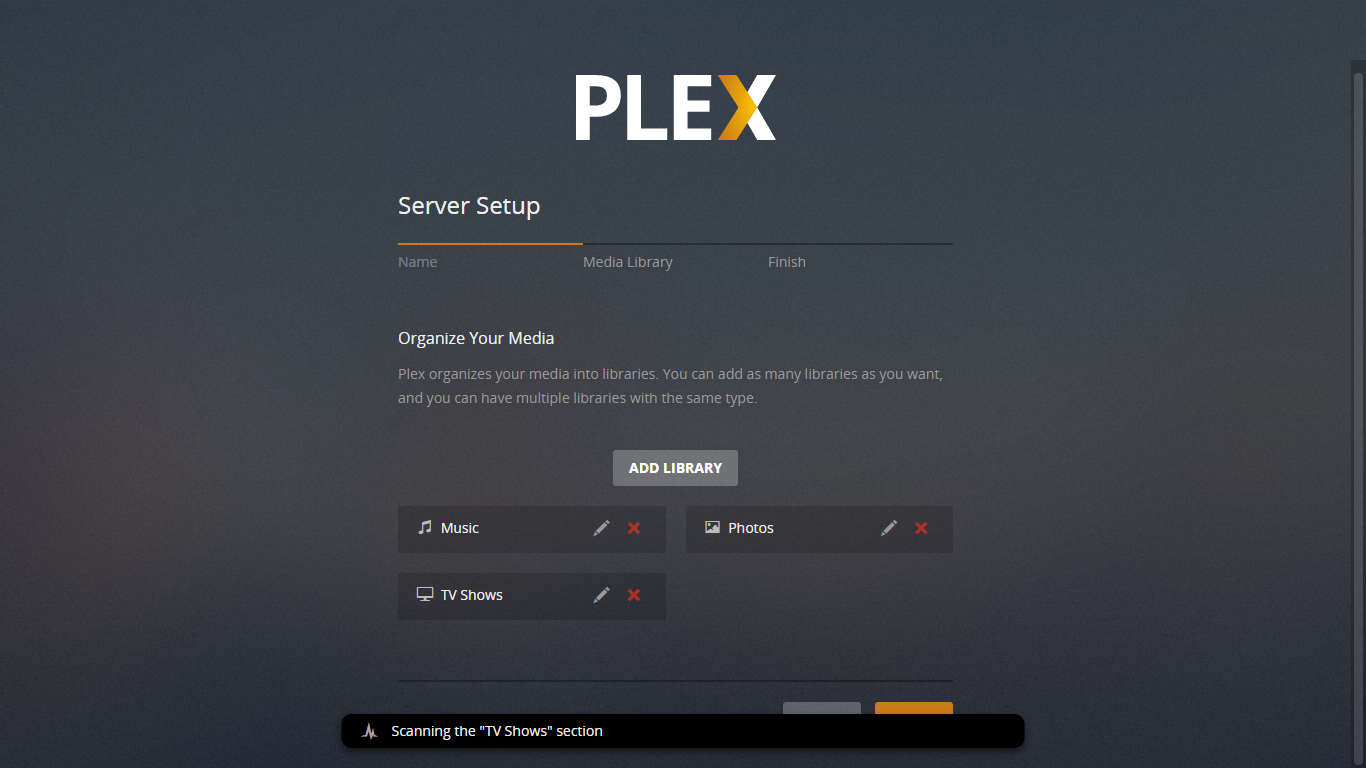 PLEX
Server Setup
Name Media Library Finish
Organize Your Media
Plex organizes your media into libraries. You can add as many libraries as you want,
and you can have multiple libraries with the same type.
ADD LIBRARY
Music Photos
TV Shows
Scanning the "TV Shows" section